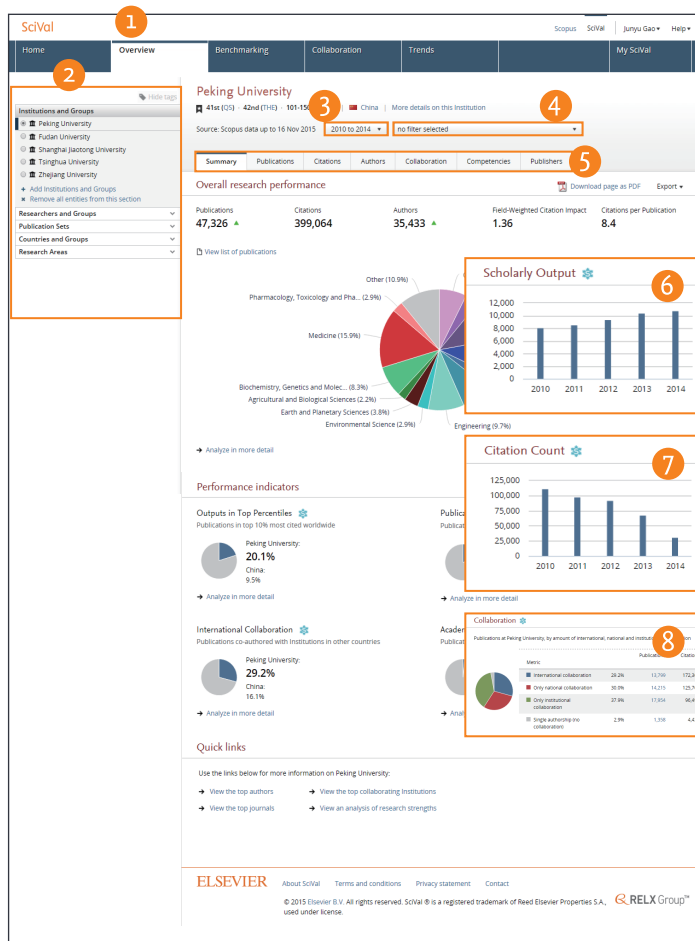 SciVal
1
Scopus SciVal Junyu Gao Help
Home Overview Benchmarking Collaboration Trends My SciVal
2
Hide tags
Institutions and Groups
Peking University
Fudan University
Shanghai Jiaotong University
Tsinghua University
Zhejiang University
+ Add Institutions and Groups
× Remove all entities from this section
Researchers and Groups
Publication Sets
Countries and Groups
Research Areas
Peking University
41st (QS) · 42nd (THE) · 101-150 China | More details on this Institution
3
4
Source: Scopus data up to 16 Nov 2015 2010 to 2014 no filter selected
Summary Publications Citations Authors Collaboration Competencies Publishers
5
Overall research performance
Download page as PDF Export
Publications Citations Authors Field-Weighted Citation Impact Citations per Publication
47,326 399,064 35,433 1.36 8.4
View list of publications
Other (10.9%)
Pharmacology, Toxicology and Pha... (2.9%)
Medicine (15.9%)
Biochemistry, Genetics and Molec... (8.3%)
Agricultural and Biological Sciences (2.2%)
Earth and Planetary Sciences (3.8%)
Environmental Science (2.9%)
Engineering (9.7%)
→ Analyze in more detail
Scholarly Output
6
12,000
10,000
8,000
6,000
4,000
2,000
0
2010 2011 2012 2013 2014
Citation Count
7
125,000
100,000
75,000
50,000
25,000
0
2010 2011 2012 2013 2014
Performance indicators
Outputs in Top Percentiles
Publications in top 10% most cited worldwide
Peking University:
20.1%
China:
9.5%
→ Analyze in more detail
→ Analyze in more detail
International Collaboration
Publications co-authored with Institutions in other countries
Peking University:
29.2%
China:
16.1%
→ Analyze in more detail
Collaboration
8
Publications at Peking University, by amount of international, national and
Metric
International collaboration 29.2% 13,799
Only national collaboration 30.0% 14,215
Only institutional collaboration 37.9%
Single authorship (no collaboration) 2.9%
Quick links
Use the links below for more information on Peking University:
→ View the top authors → View the top collaborating Institutions
→ View the top journals → View an analysis of research strengths
ELSEVIER About SciVal Terms and conditions Privacy statement Contact
© 2015 Elsevier B.V. All rights reserved. SciVal ® is a registered trademark of Reed Elsevier Properties S.A.,
used under license.
RELX Group™